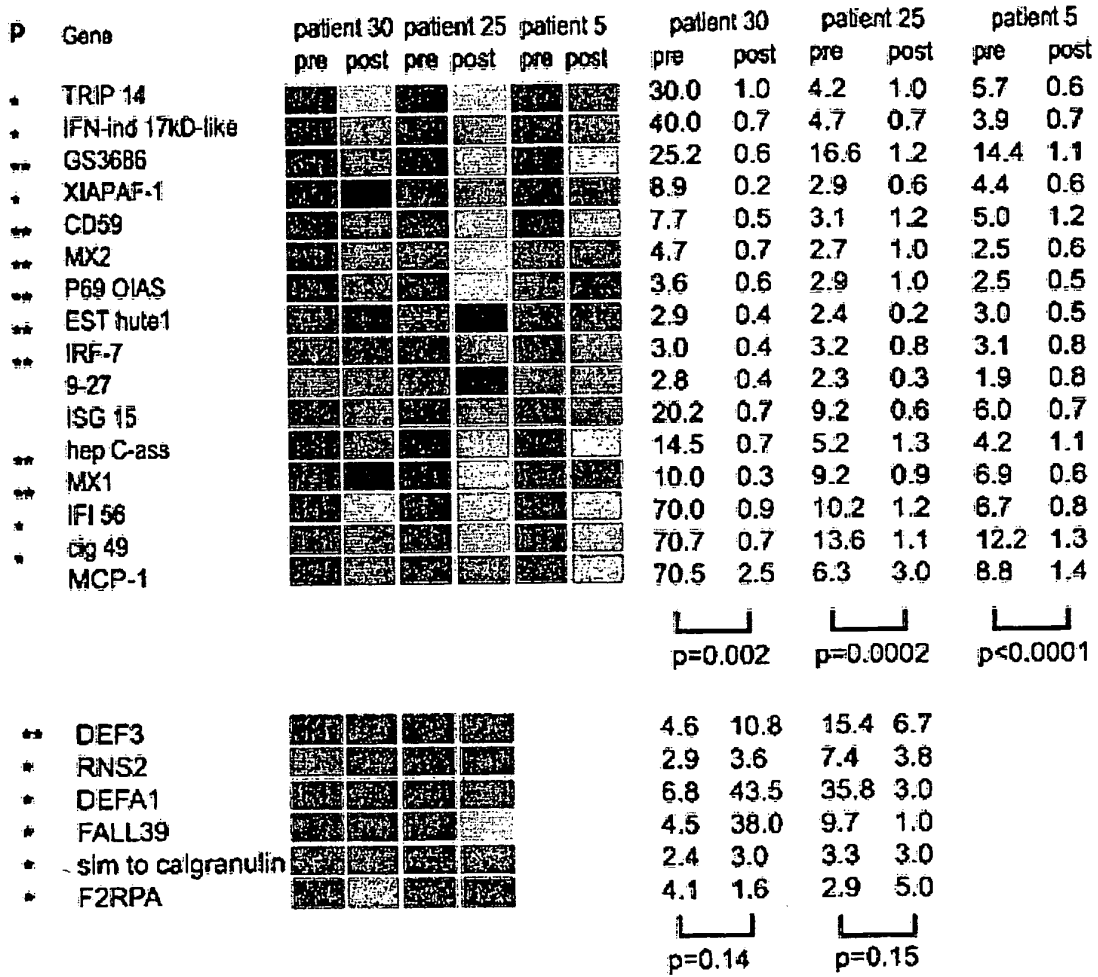 patient 30 patient 25 patient 5 patient 30 patient 25 patient 5
P Gene pre post pre post pre post pre post pre post pre post
* TRIP 14 30.0 1.0 4.2 1.0 5.7 0.6
* IFN-ind 17kD-like 40.0 0.7 4.7 0.7 3.9 0.7
** GS3686 25.2 0.6 16.6 1.2 14.4 1.1
* XIAPAF-1 8.9 0.2 2.9 0.6 4.4 0.6
** CD59 7.7 0.5 3.1 1.2 5.0 1.2
** MX2 4.7 0.7 2.7 1.0 2.5 0.6
** P69 OIAS 3.6 0.6 2.9 1.0 2.5 0.5
** EST hute1 2.9 0.4 2.4 0.2 3.0 0.5
** IRF-7 3.0 0.4 3.2 0.8 3.1 0.8
9-27 2.8 0.4 2.3 0.3 1.9 0.8
ISG 15 20.2 0.7 9.2 0.6 6.0 0.7
** hep C-ass 14.5 0.7 5.2 1.3 4.2 1.1
** MX1 10.0 0.3 9.2 0.9 6.9 0.6
* IFI 56 70.0 0.9 10.2 1.2 6.7 0.8
* cig 49 70.7 0.7 13.6 1.1 12.2 1.3
MCP-1 70.5 2.5 6.3 3.0 8.8 1.4
p=0.002 p=0.0002 p<0.0001
** DEF3 4.6 10.8 15.4 6.7
* RNS2 2.9 3.6 7.4 3.8
* DEFA1 6.8 43.5 35.8 3.0
* FALL39 4.5 38.0 9.7 1.0
* sim to calgranulin 2.4 3.0 3.3 3.0
* F2RPA 4.1 1.6 2.9 5.0
p=0.14 p=0.15